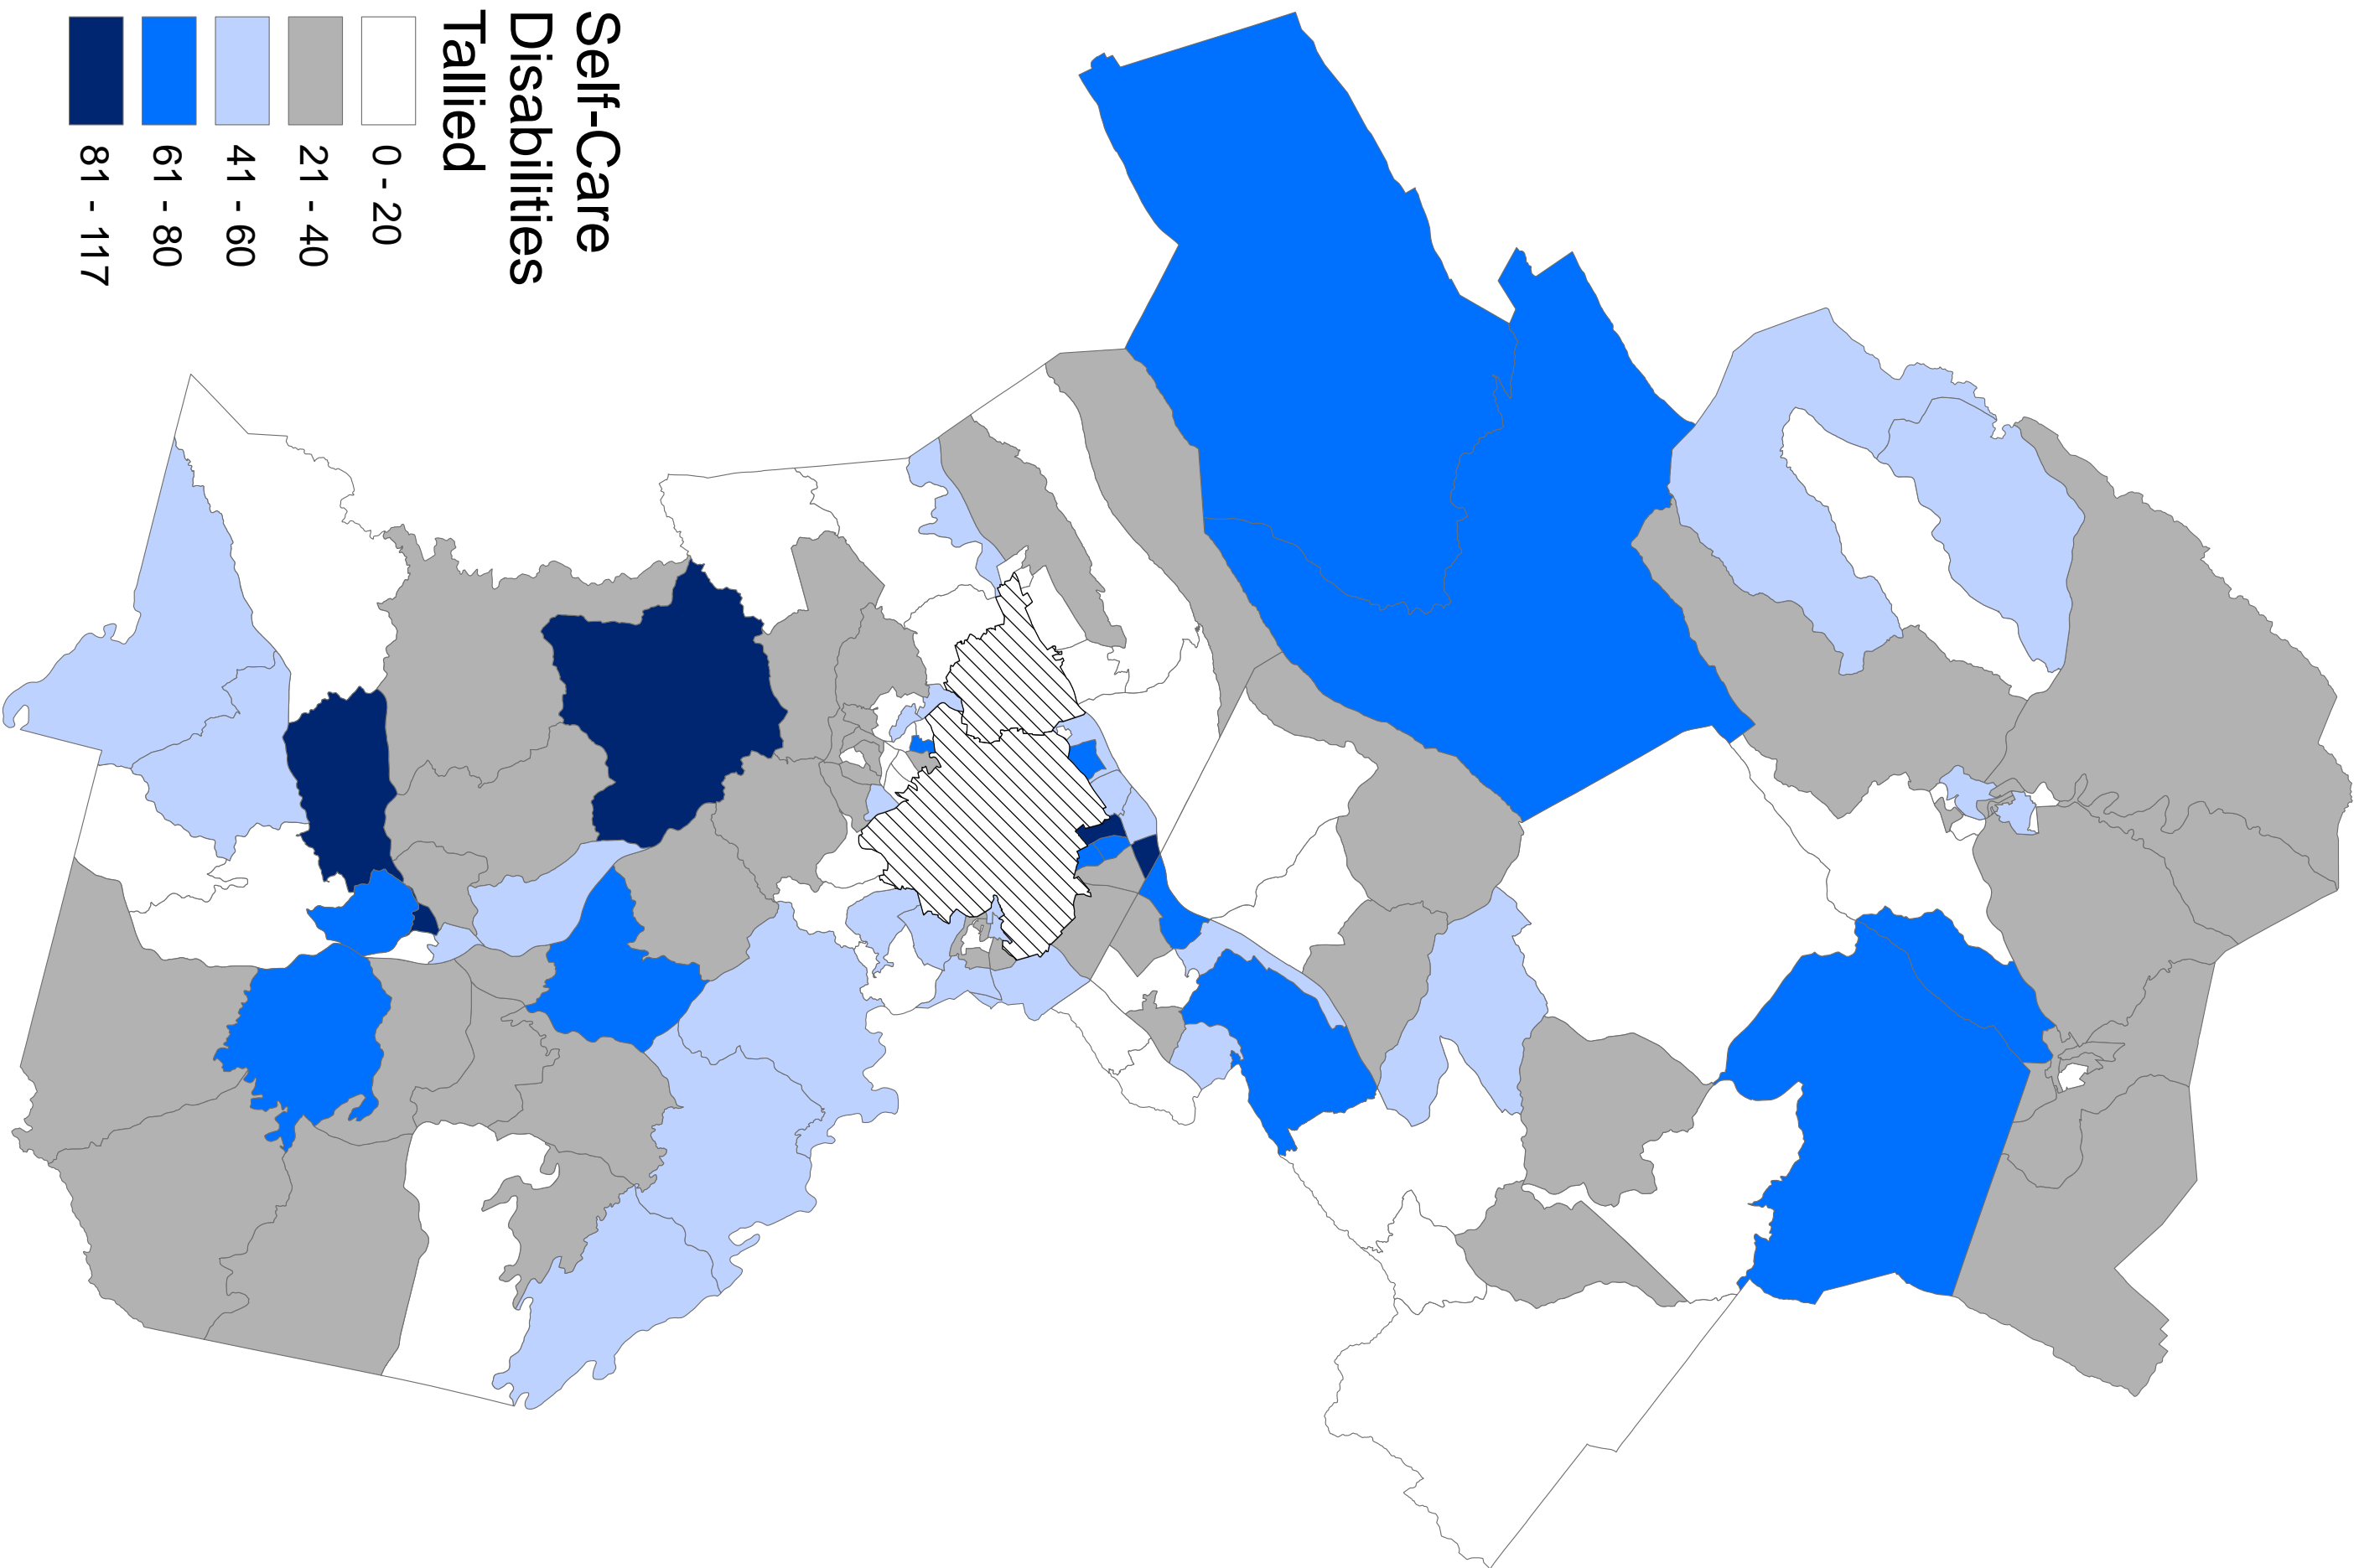 Self-Care
Disabilities
Tallied
0 - 20
21 - 40
41 - 60
61 - 80
81 - 117